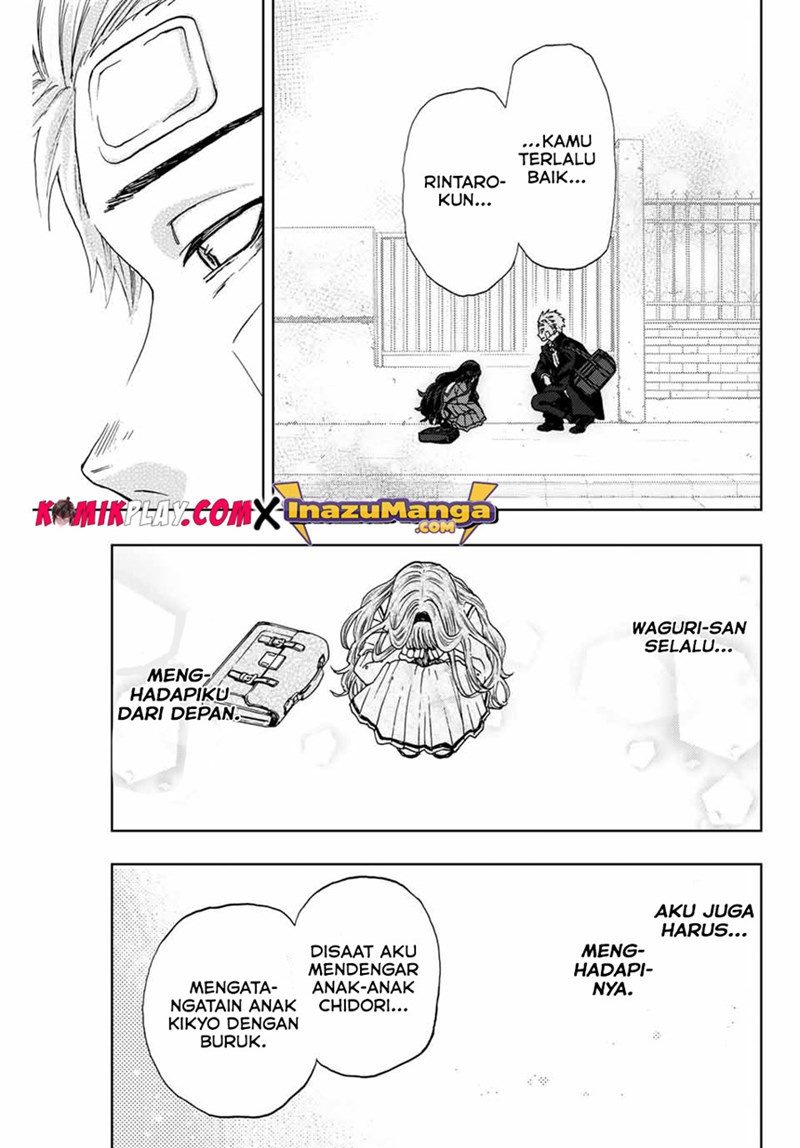 ...KAMU
TERLALU
BAIK...
RINTARO-
KUN...
KOMIKPLAY.COM X INAZUMANGA
.COM
WAGURI-SAN
SELALU...
MENG-
HADAPIKU
DARI DEPAN.
AKU JUGA
HARUS...
MENG-
HADAPI-
NYA.
DISAAT AKU
MENDENGAR
ANAK-ANAK
CHIDORI...
MENGATA-
NGATAIN ANAK
KIKYO DENGAN
BURUK.